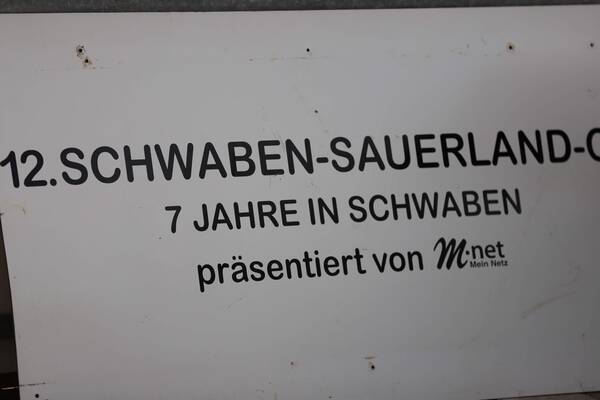 12.SCHWABEN-SAUERLAND-C
7 JAHRE IN SCHWABEN
präsentiert von M-net
Mein Netz